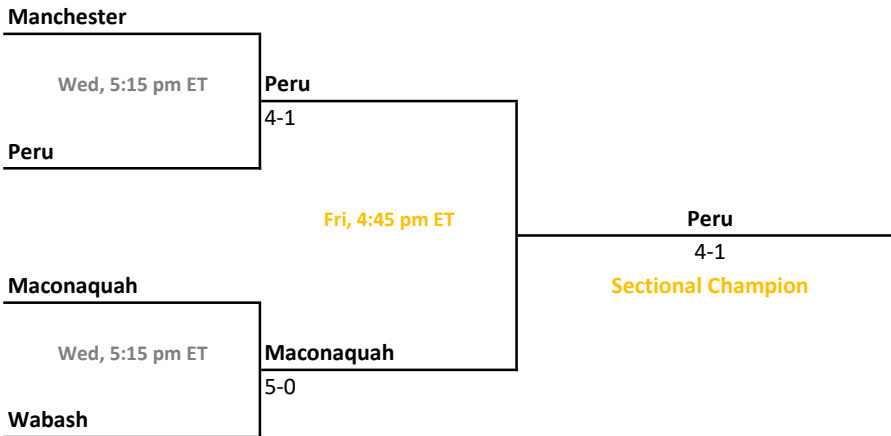 Manchester
Wed, 5:15 pm ET
Peru
4-1
Peru
Fri, 4:45 pm ET
Peru
4-1
Sectional Champion
Maconaquah
Wed, 5:15 pm ET
Maconaquah
5-0
Wabash